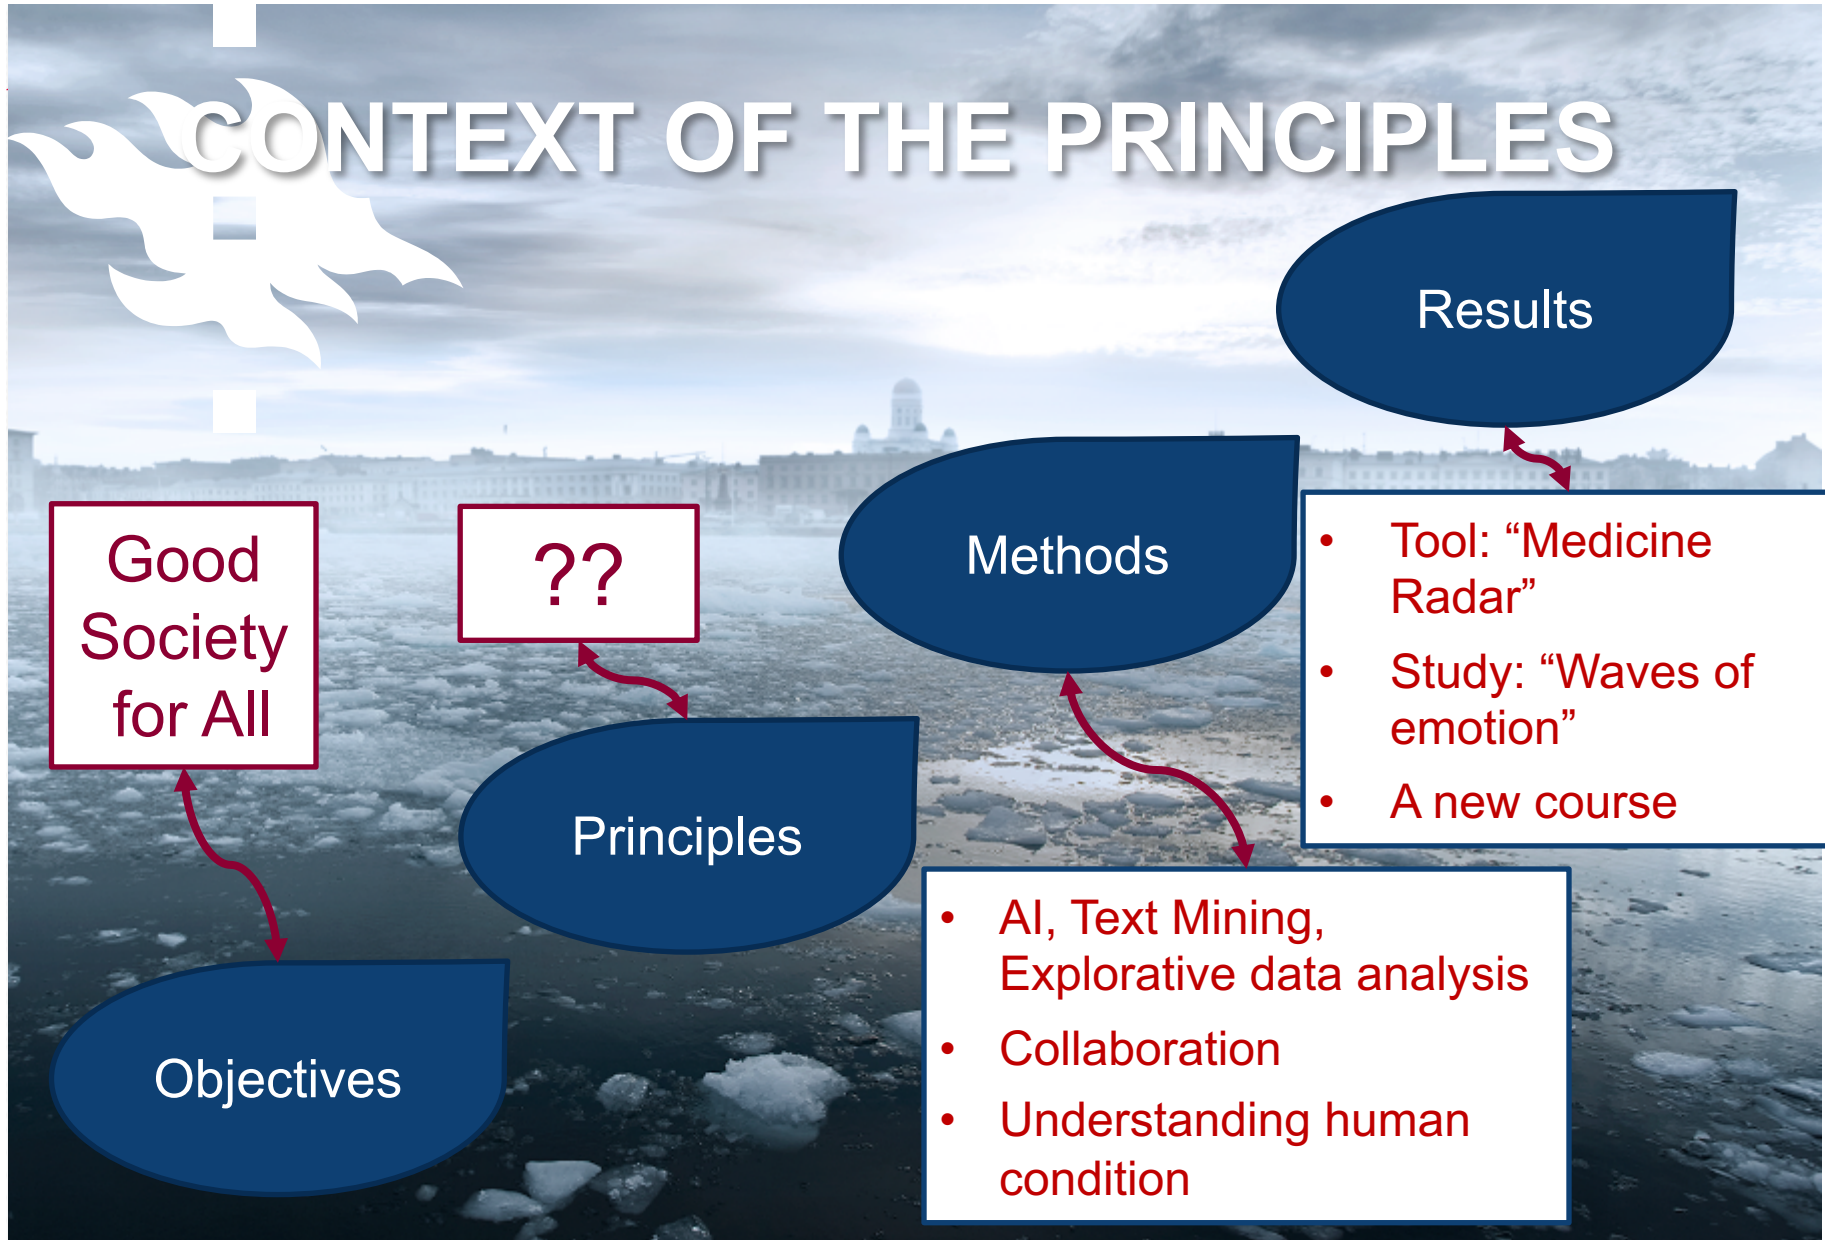 CONTEXT OF THE PRINCIPLES
Results
Methods
Good
Society
for All
??
• Tool: “Medicine
Radar”
• Study: “Waves of
emotion”
• A new course
Principles
• AI, Text Mining,
Explorative data analysis
• Collaboration
• Understanding human
condition
Objectives